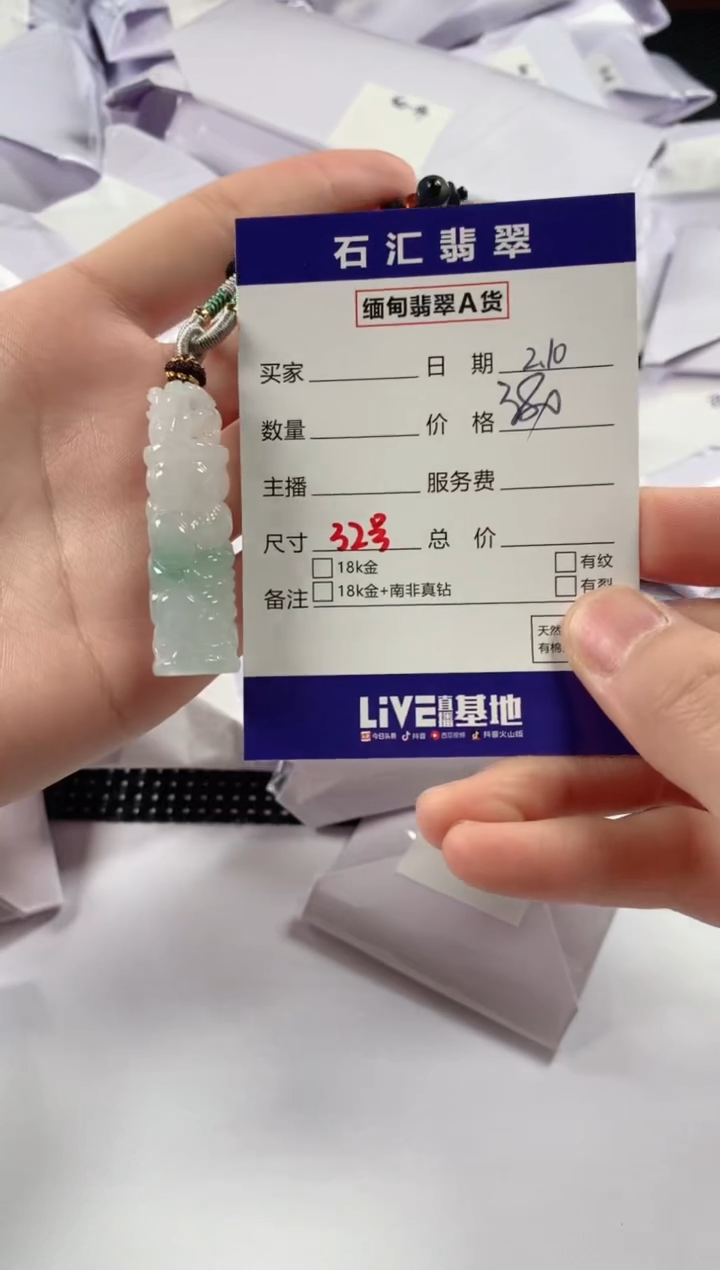 石汇翡翠
缅甸翡翠A货
买家 日期 2.10
数量 价格
主播 服务费
尺寸 32号 总价
18k金 有纹
备注 18k金+南非真钻 有裂
天然
有棉
LiVE直播基地
今日头条 抖音 西瓜视频 抖音火山版